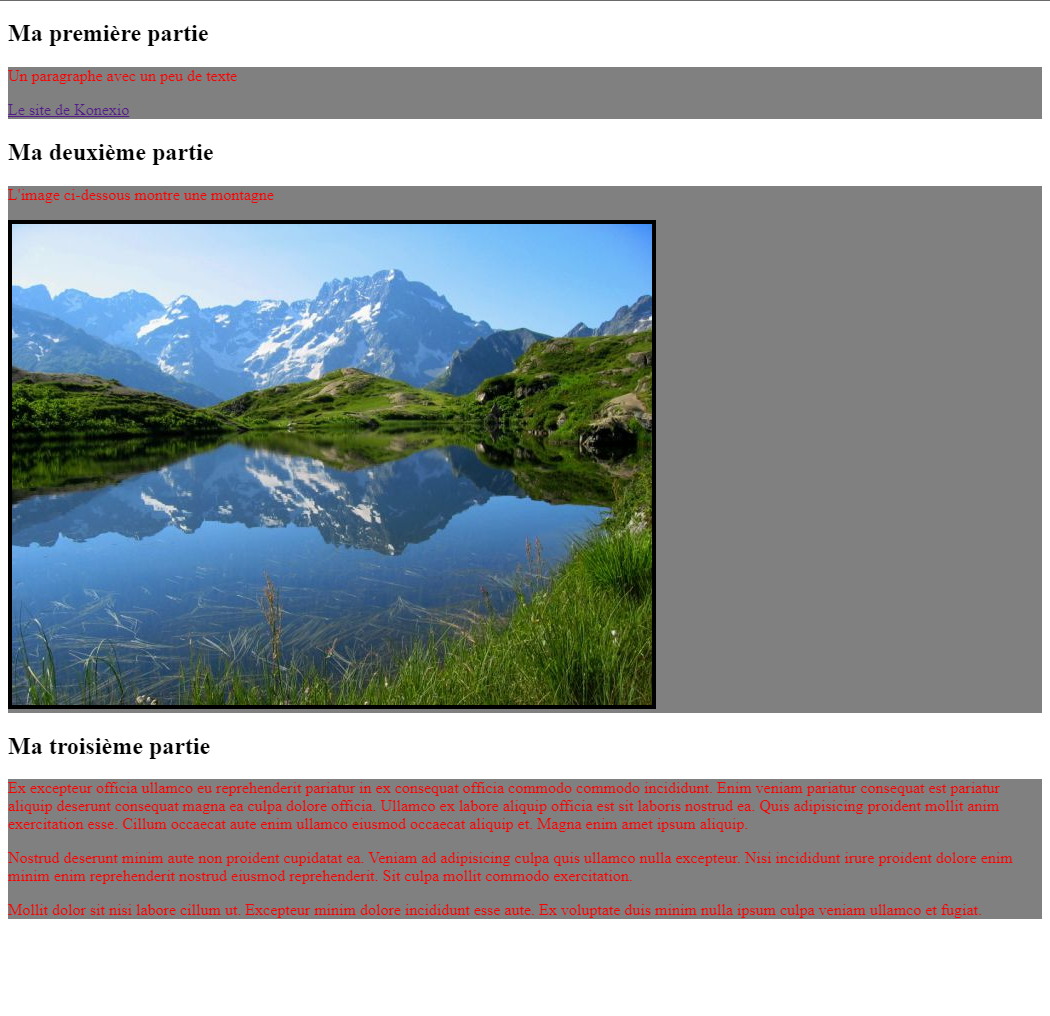 Ma première partie
Un paragraphe avec un peu de texte
Le site de Konexio
Ma deuxième partie
L'image ci-dessous montre une montagne
Ma troisième partie
Ex excepteur officia ullamco eu reprehenderit pariatur in ex consequat officia commodo commodo incididunt. Enim veniam pariatur consequat est pariatur
aliquip deserunt consequat magna ea culpa dolore officia. Ullamco ex labore aliquip officia est sit laboris nostrud ea. Quis adipisicing proident mollit anim
exercitation esse. Cillum occaecat aute enim ullamco eiusmod occaecat aliquip et. Magna enim amet ipsum aliquip.
Nostrud deserunt minim aute non proident cupidatat ea. Veniam ad adipisicing culpa quis ullamco nulla excepteur. Nisi incididunt irure proident dolore enim
minim enim reprehenderit nostrud eiusmod reprehenderit. Sit culpa mollit commodo exercitation.
Mollit dolor sit nisi labore cillum ut. Excepteur minim dolore incididunt esse aute. Ex voluptate duis minim nulla ipsum culpa veniam ullamco et fugiat.